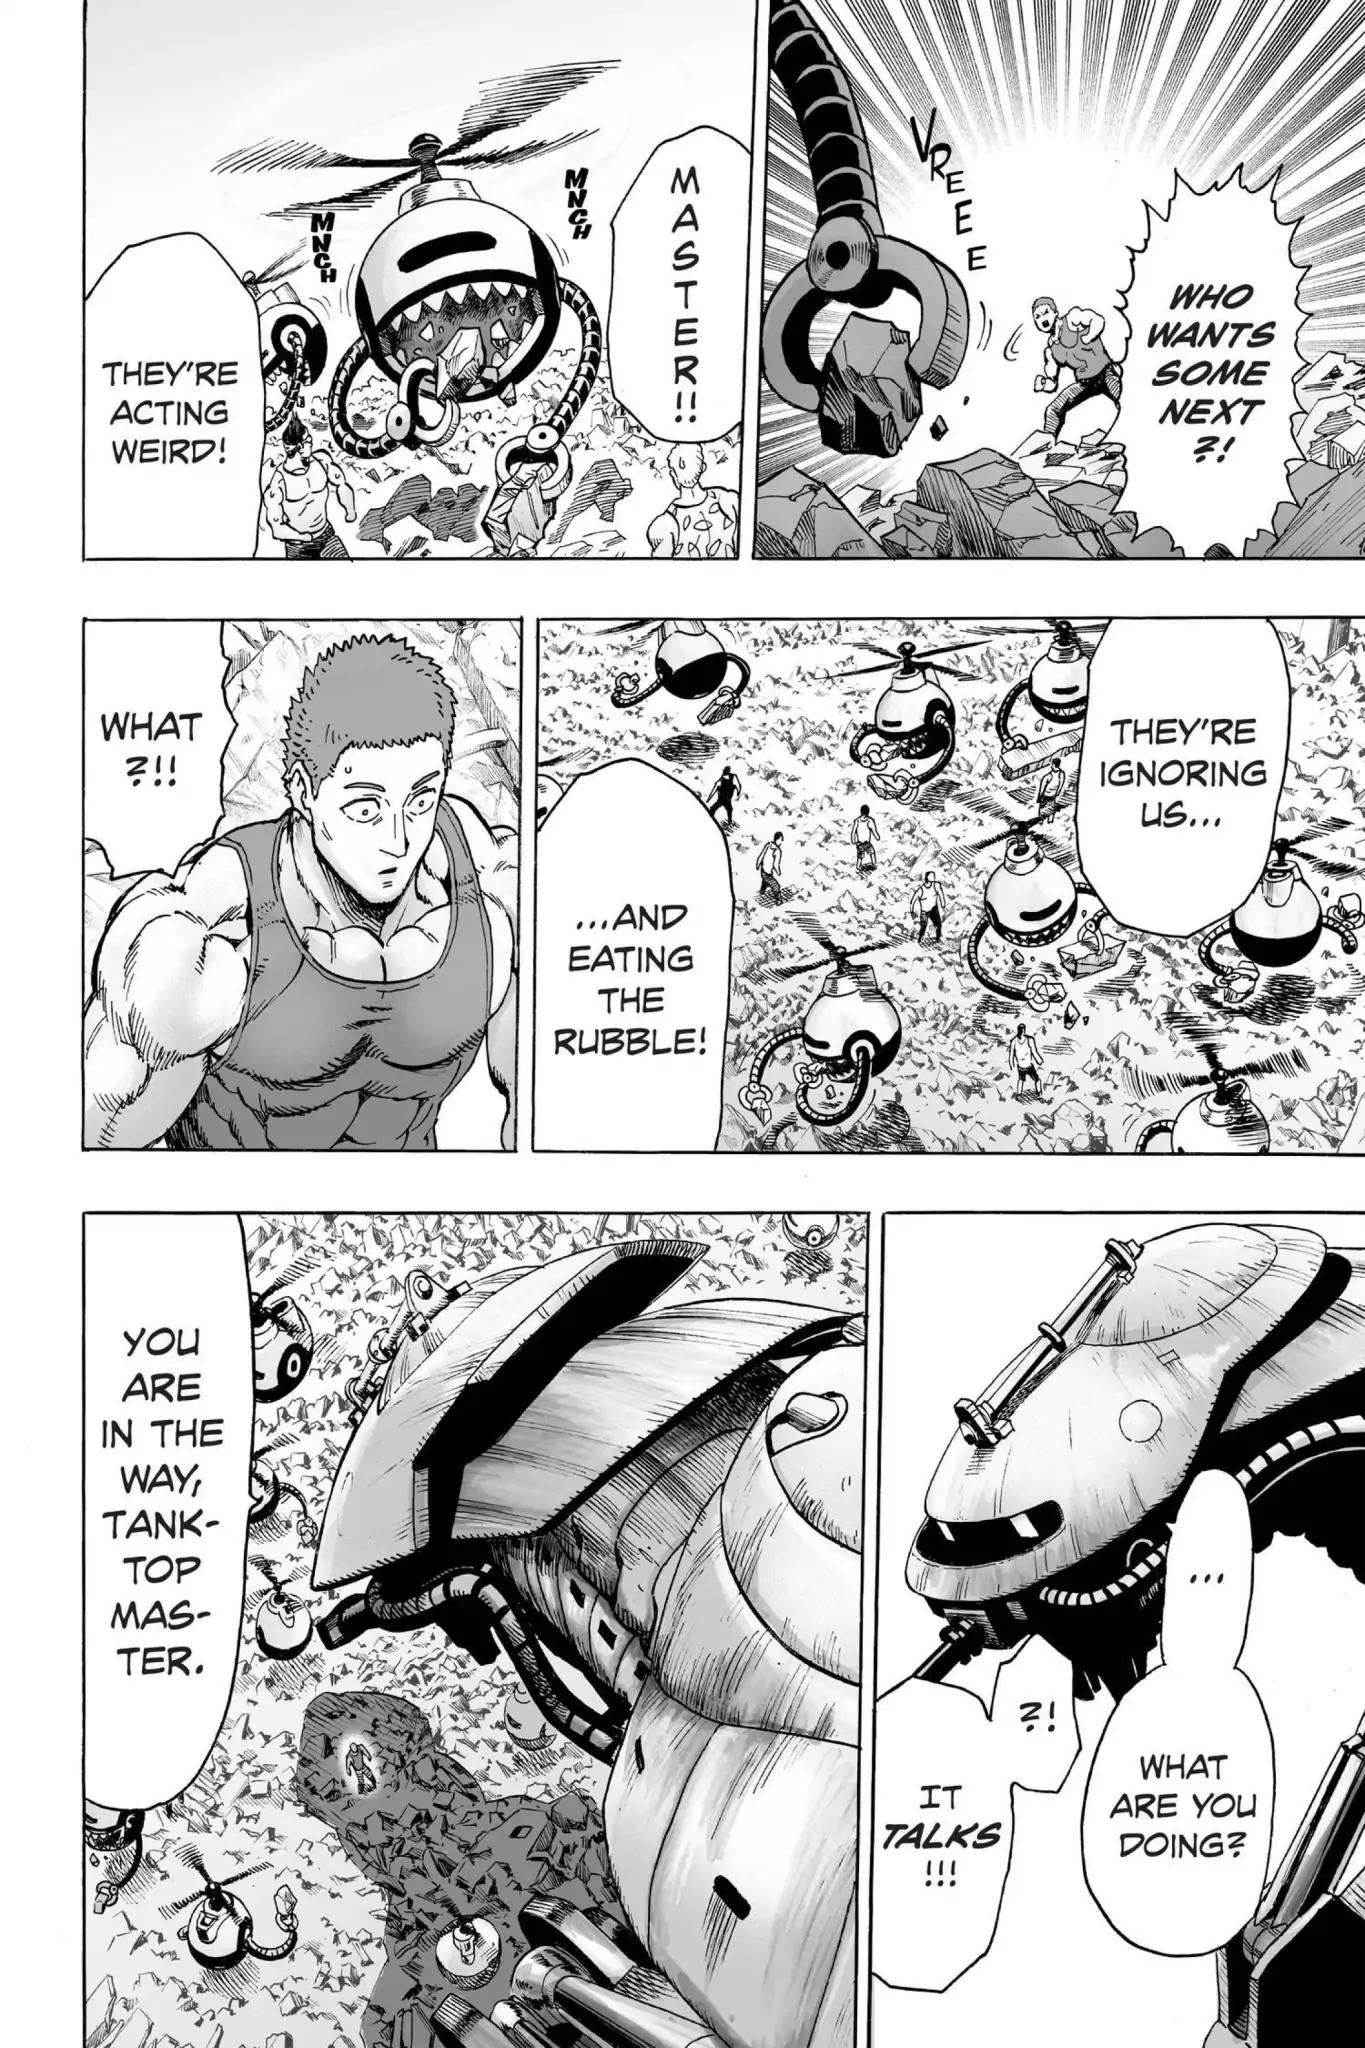 VREEE
WHO
WANTS
SOME
NEXT
?!
MASTER!!
MNCH
MNCH
THEY'RE
ACTING
WEIRD!
THEY'RE
IGNORING
US...
...AND
EATING
THE
RUBBLE!
WHAT
?!!
...
WHAT
ARE YOU
DOING?
?!
IT
TALKS
!!!
YOU
ARE
IN THE
WAY,
TANK-
TOP
MAS-
TER.